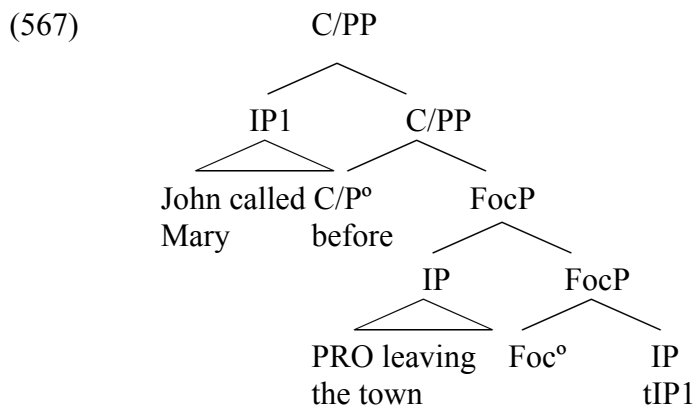 (567) C/PP
IP1 C/PP
John called C/Pº FocP
Mary before
IP FocP
PRO leaving Focº IP
the town tIP1